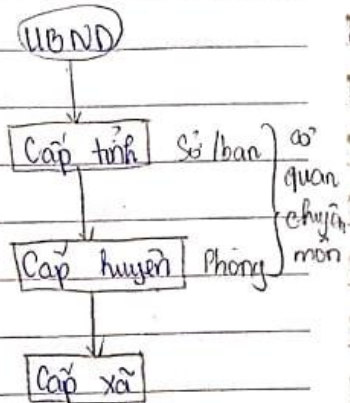 UBND
Cấp tỉnh Sở/ban
cơ
quan
chuyên
môn
Cấp huyện Phòng
Cấp xã